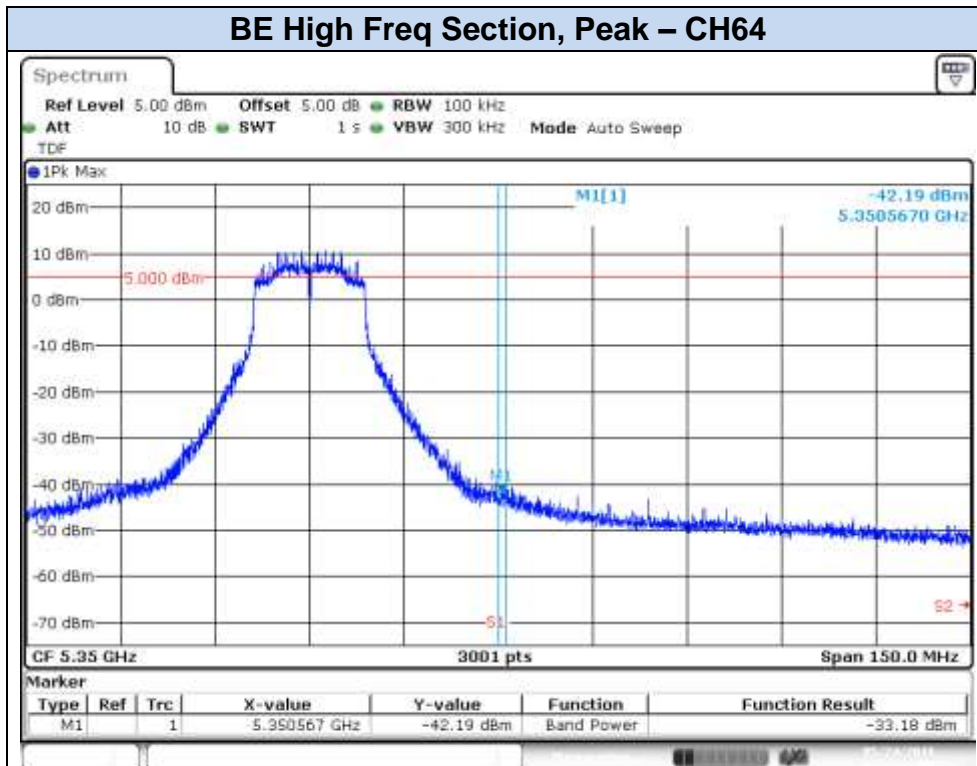 BE High Freq Section, Peak – CH64
Spectrum
Ref Level 5.00 dBm Offset 5.00 dB RBW 100 kHz
Att 10 dB SWT 1 s VBW 300 kHz Mode Auto Sweep
TDF
1Pk Max
M1[1] -42.19 dBm
5.3505670 GHz
20 dBm
10 dBm
5.000 dBm
0 dBm
-10 dBm
-20 dBm
-30 dBm
-40 dBm
M1
-50 dBm
-60 dBm
S2
-70 dBm
S1
CF 5.35 GHz 3001 pts Span 150.0 MHz
Marker
Type Ref Trc X-value Y-value Function Function Result
M1 1 5.350567 GHz -42.19 dBm Band Power -33.18 dBm